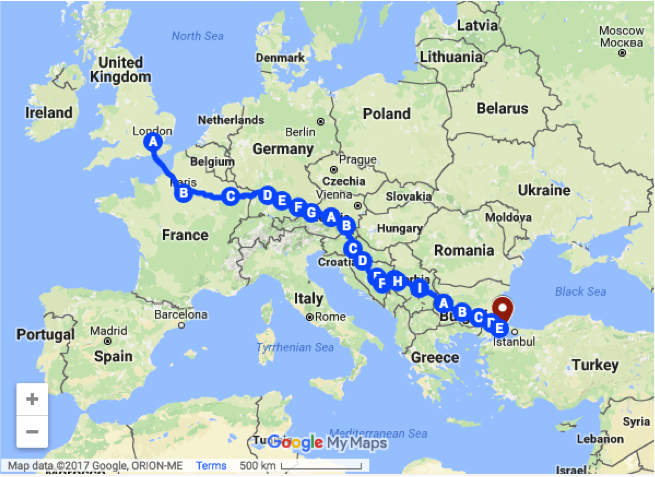 North Sea
Latvia
Moscow
Москва
Denmark
Lithuania
United
Kingdom
Ireland
Netherlands
Berlin
Poland
Belarus
London
A
Belgium
Germany
Prague
Czechia
Paris
B
C
D
E
F
G
A
B
Vienna
Slovakia
Ukraine
France
Hungary
Moldova
C
D
Croatia
Romania
F
H
I
Italy
Rome
A
B
C
E
Black Sea
Istanbul
Portugal
Madrid
Spain
Barcelona
Tyrrhenian Sea
Greece
Turkey
Mediterranean Sea
Google My Maps
Syria
Lebanon
Israel
+
−
Map data ©2017 Google, ORION-ME Terms 500 km